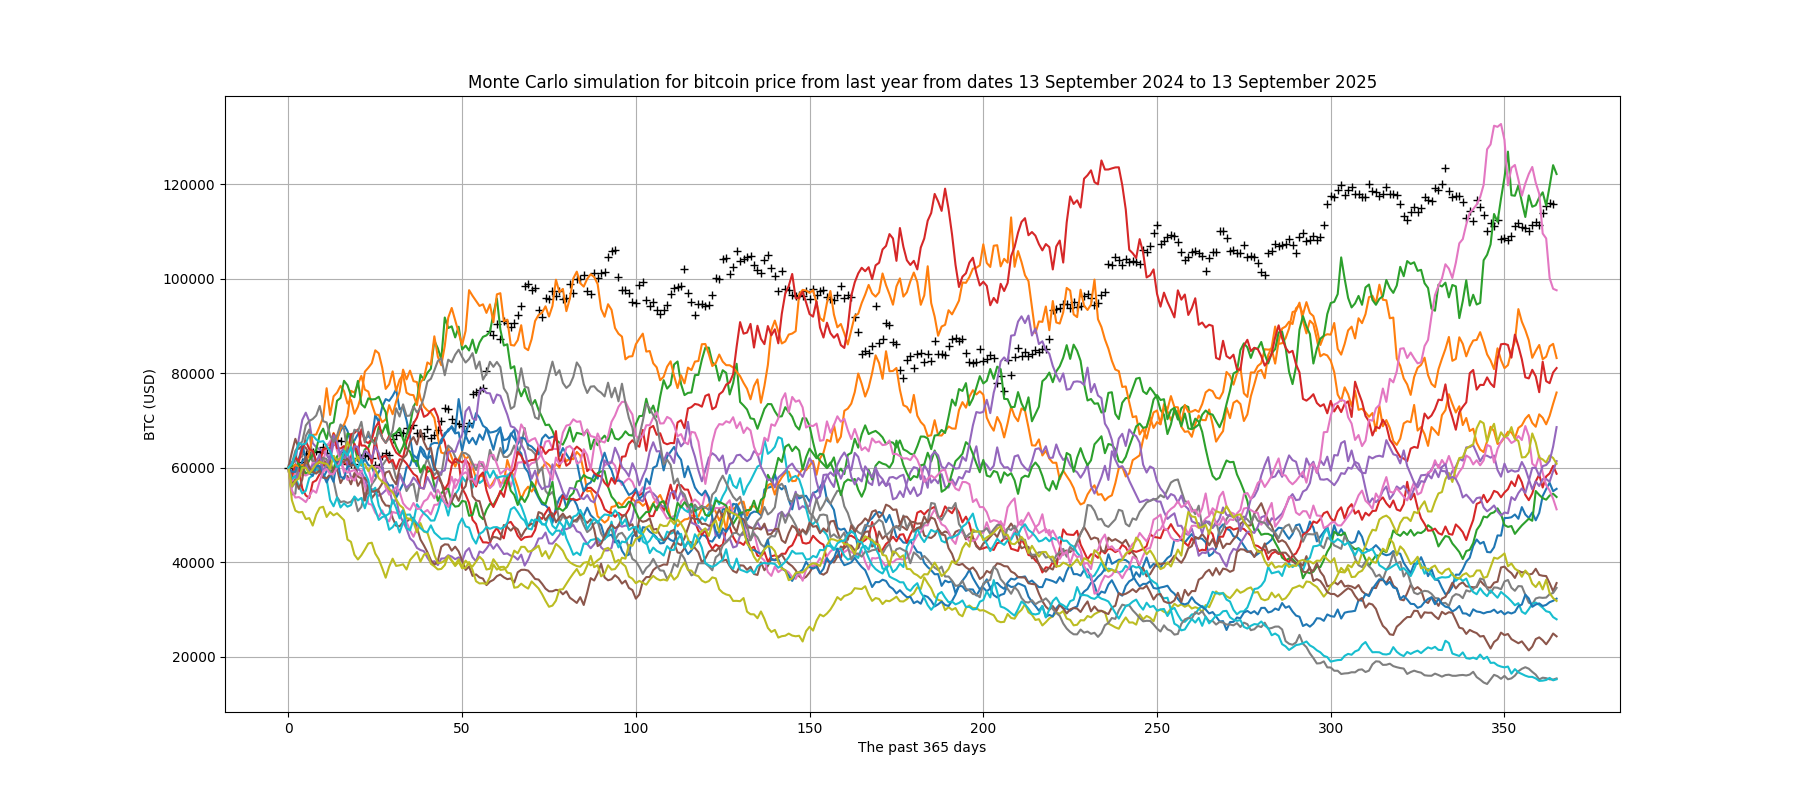 Monte Carlo simulation for bitcoin price from last year from dates 13 September 2024 to 13 September 2025
120000
100000
80000
60000
40000
20000
BTC (USD)
0 50 100 150 200 250 300 350
The past 365 days